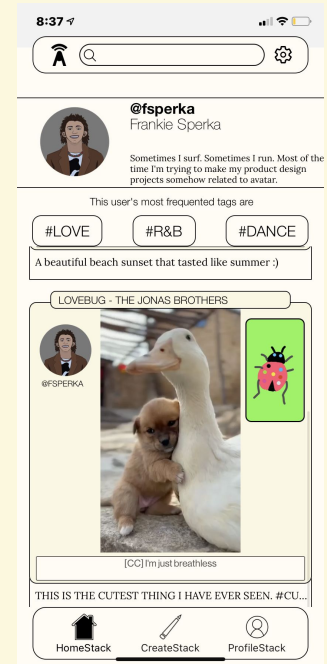 8:37
@fsperka
Frankie Sperka
Sometimes I surf. Sometimes I run. Most of the
time I'm trying to make my product design
projects somehow related to avatar.
This user's most frequented tags are
#LOVE #R&B #DANCE
A beautiful beach sunset that tasted like summer :)
LOVEBUG - THE JONAS BROTHERS
@FSPERKA
[CC] I'm just breathless
THIS IS THE CUTEST THING I HAVE EVER SEEN. #CU...
HomeStack CreateStack ProfileStack